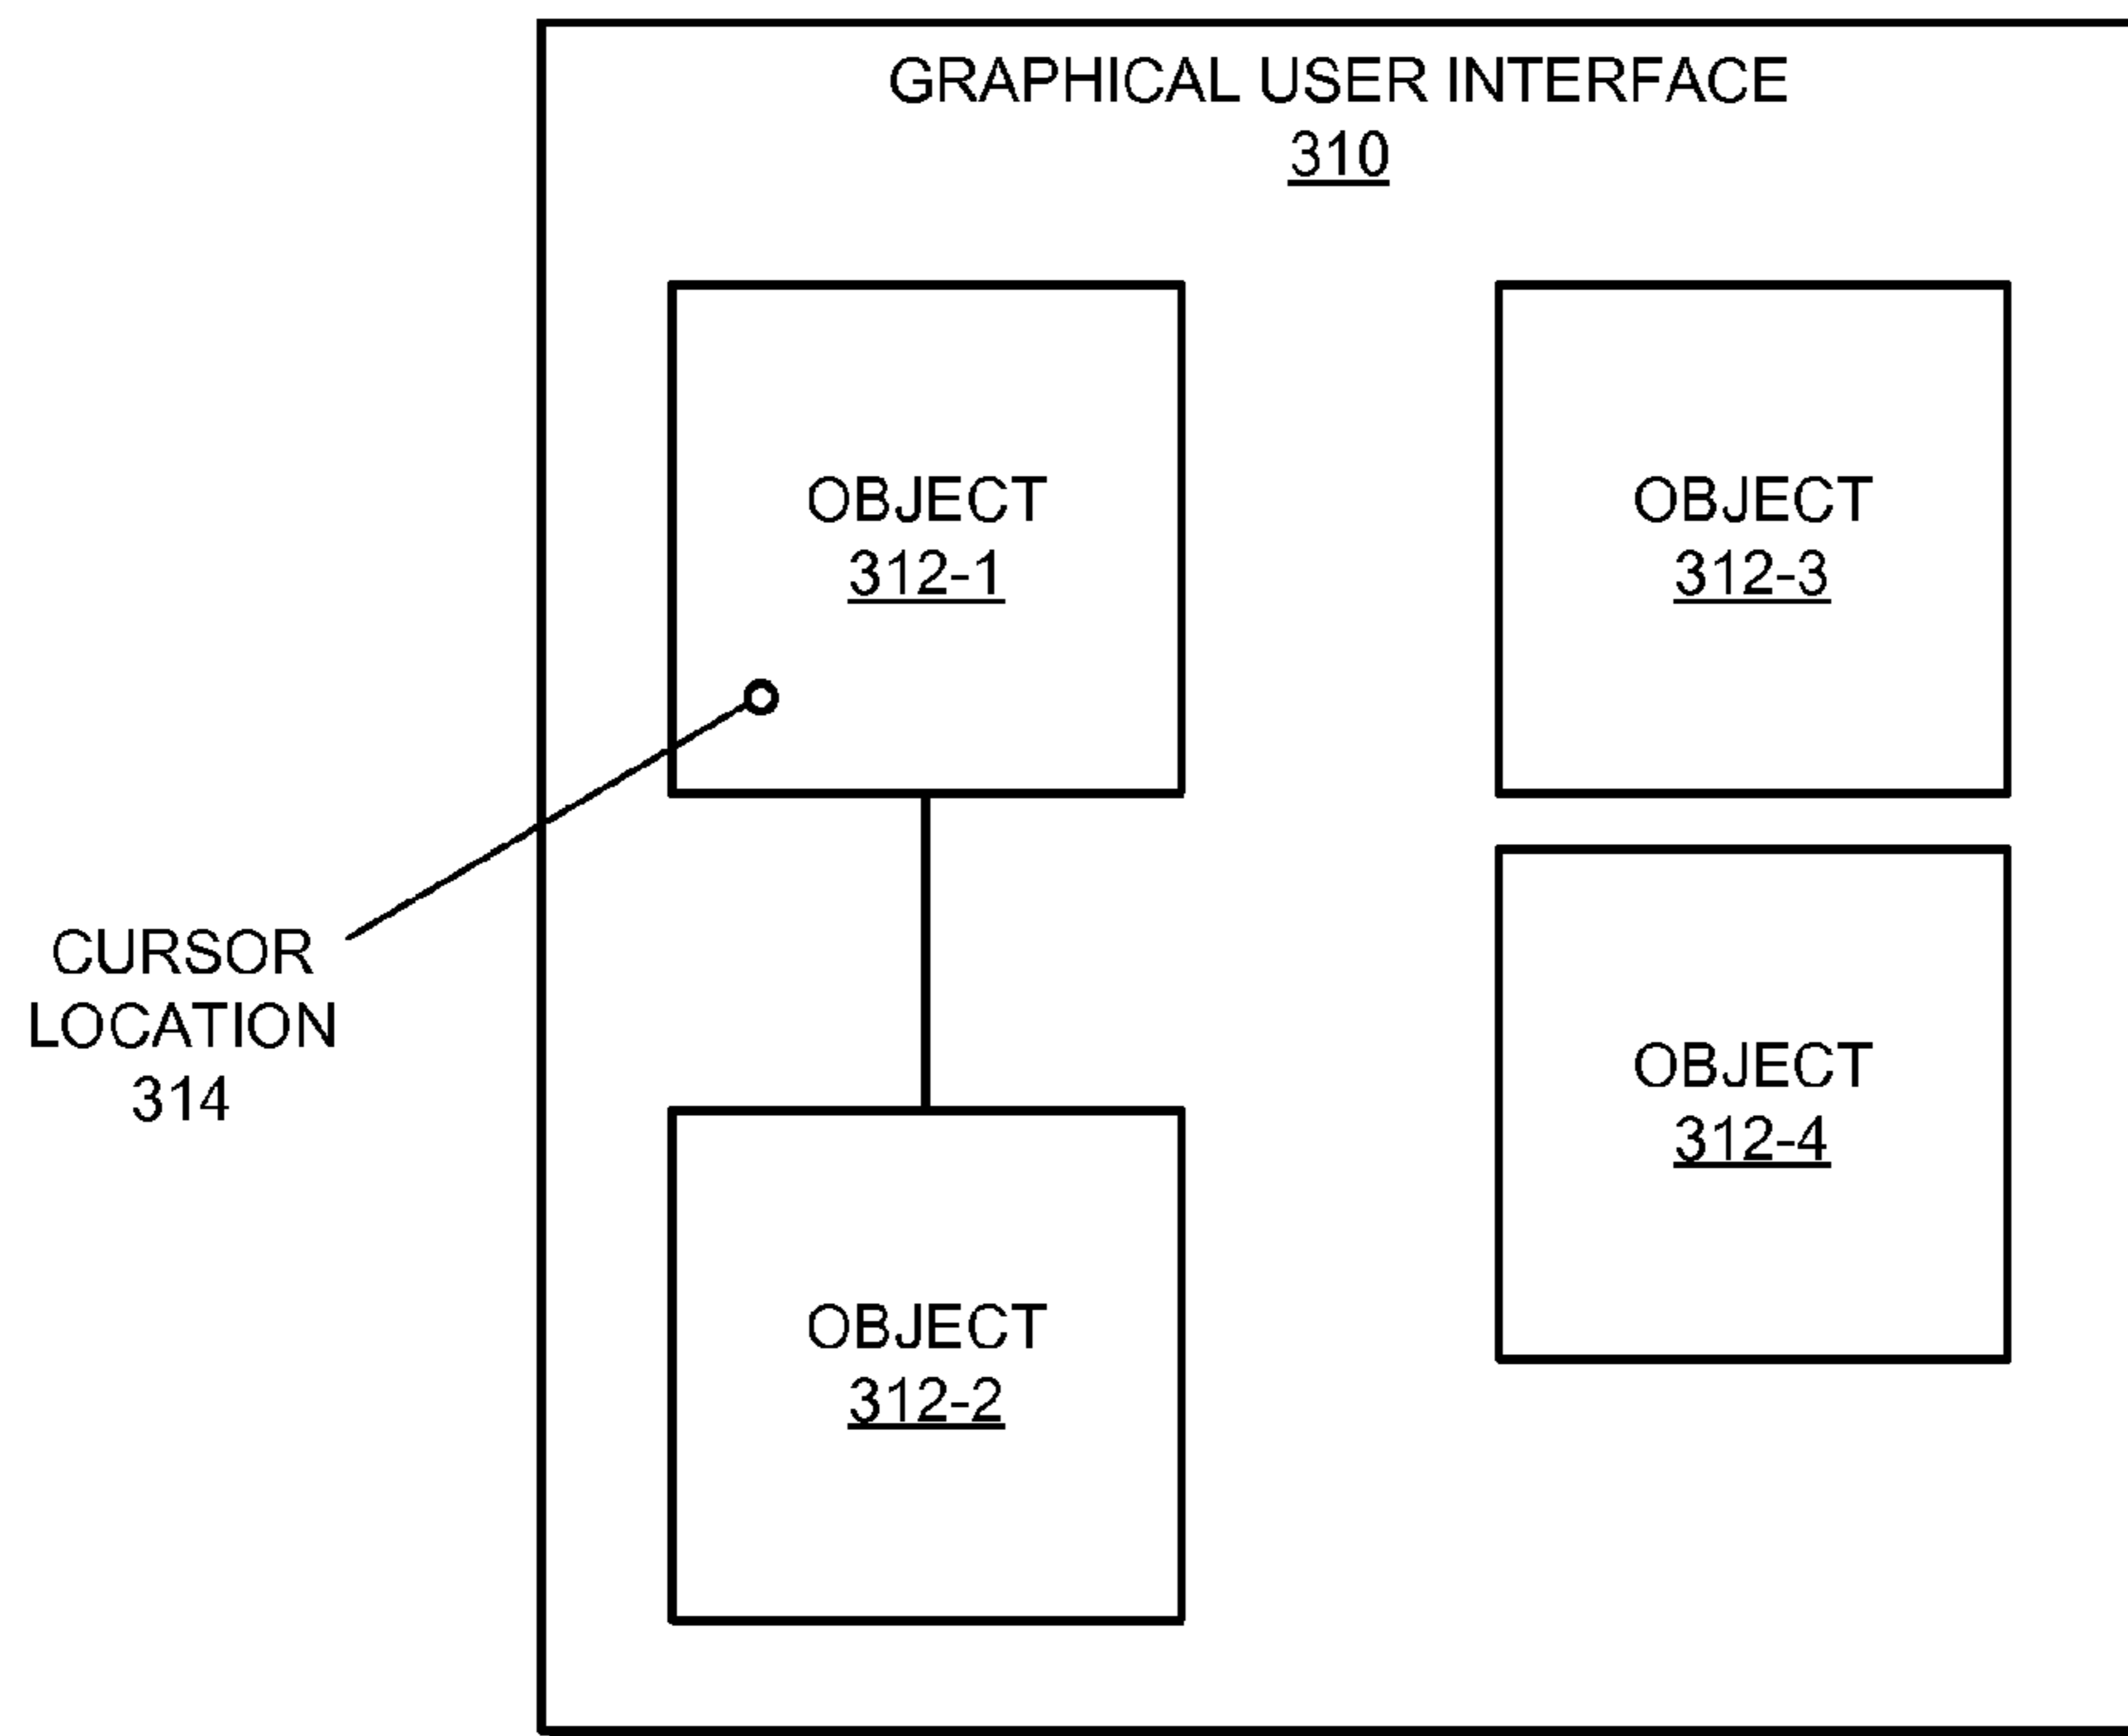 GRAPHICAL USER INTERFACE
310
OBJECT
312-1
OBJECT
312-3
CURSOR
LOCATION
314
OBJECT
312-4
OBJECT
312-2